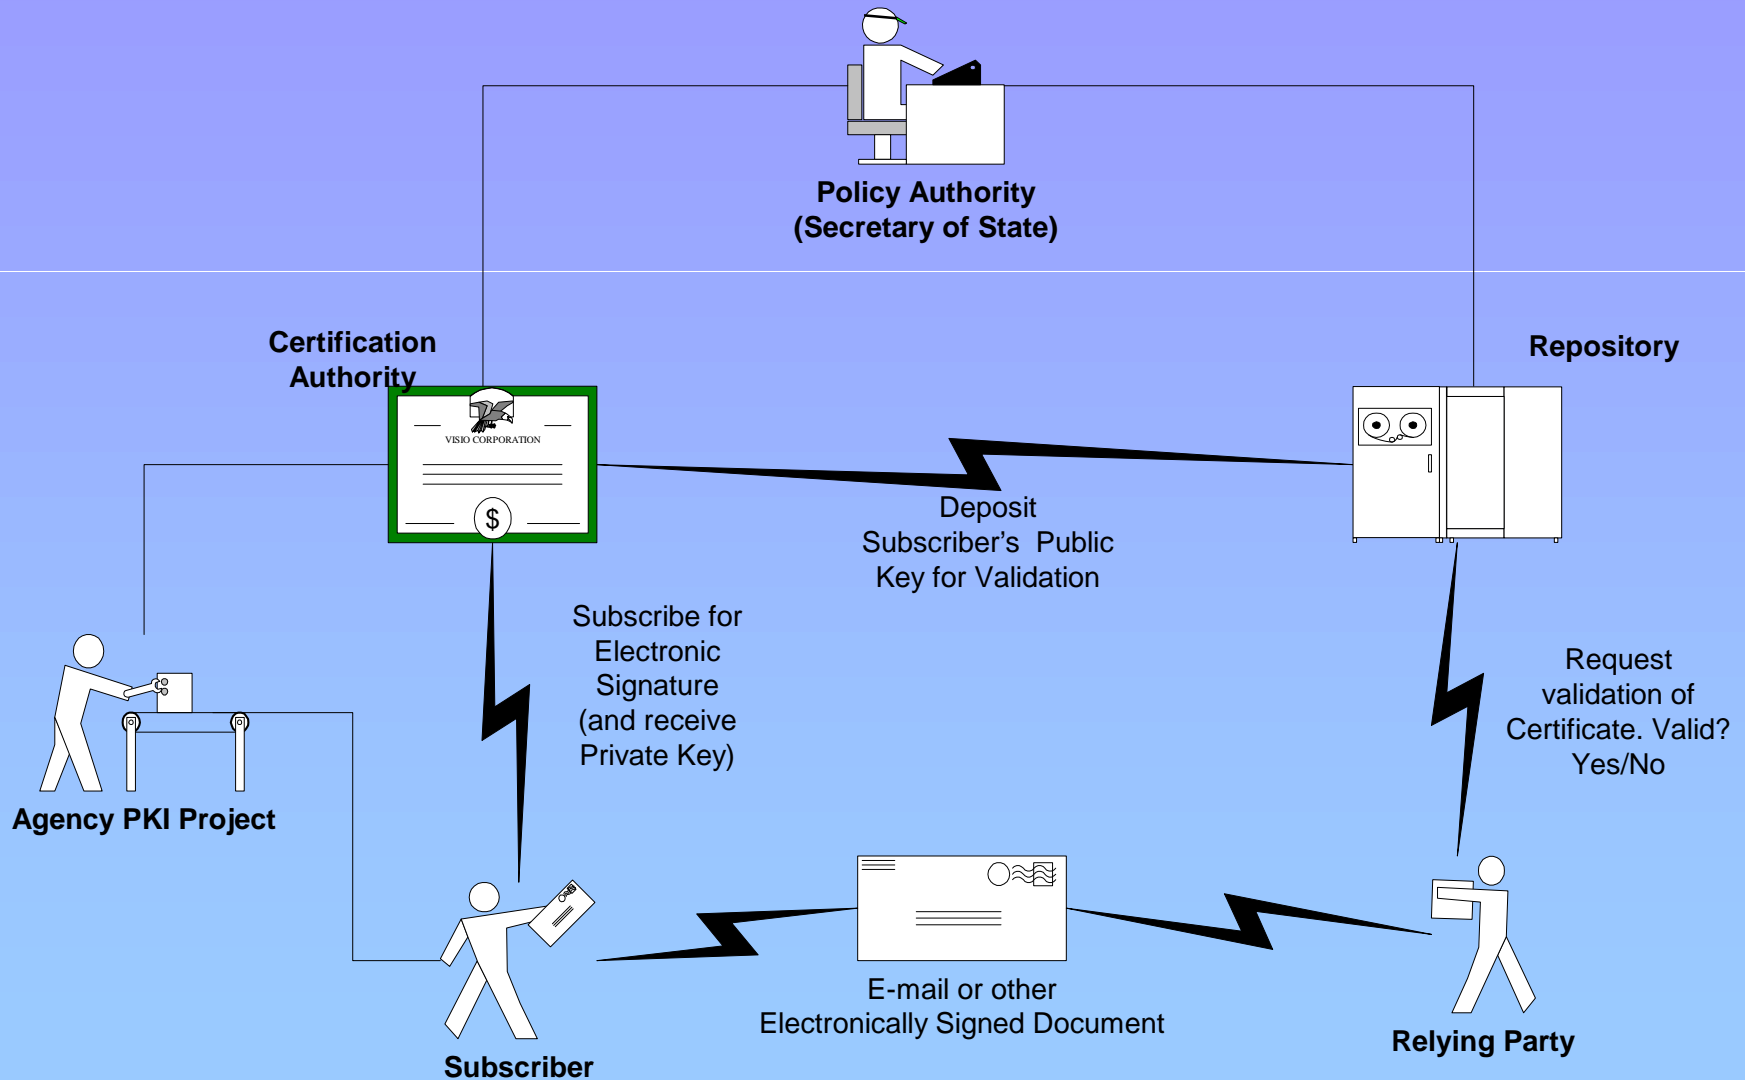 Policy Authority
(Secretary of State)
Certification
Authority
Repository
VISIO CORPORATION
$
Deposit
Subscriber's  Public
Key for Validation
Subscribe for
Electronic
Signature
(and receive
Private Key)
Request
validation of
Certificate. Valid?
Yes/No
Agency PKI Project
E-mail or other
Electronically Signed Document
Subscriber
Relying Party